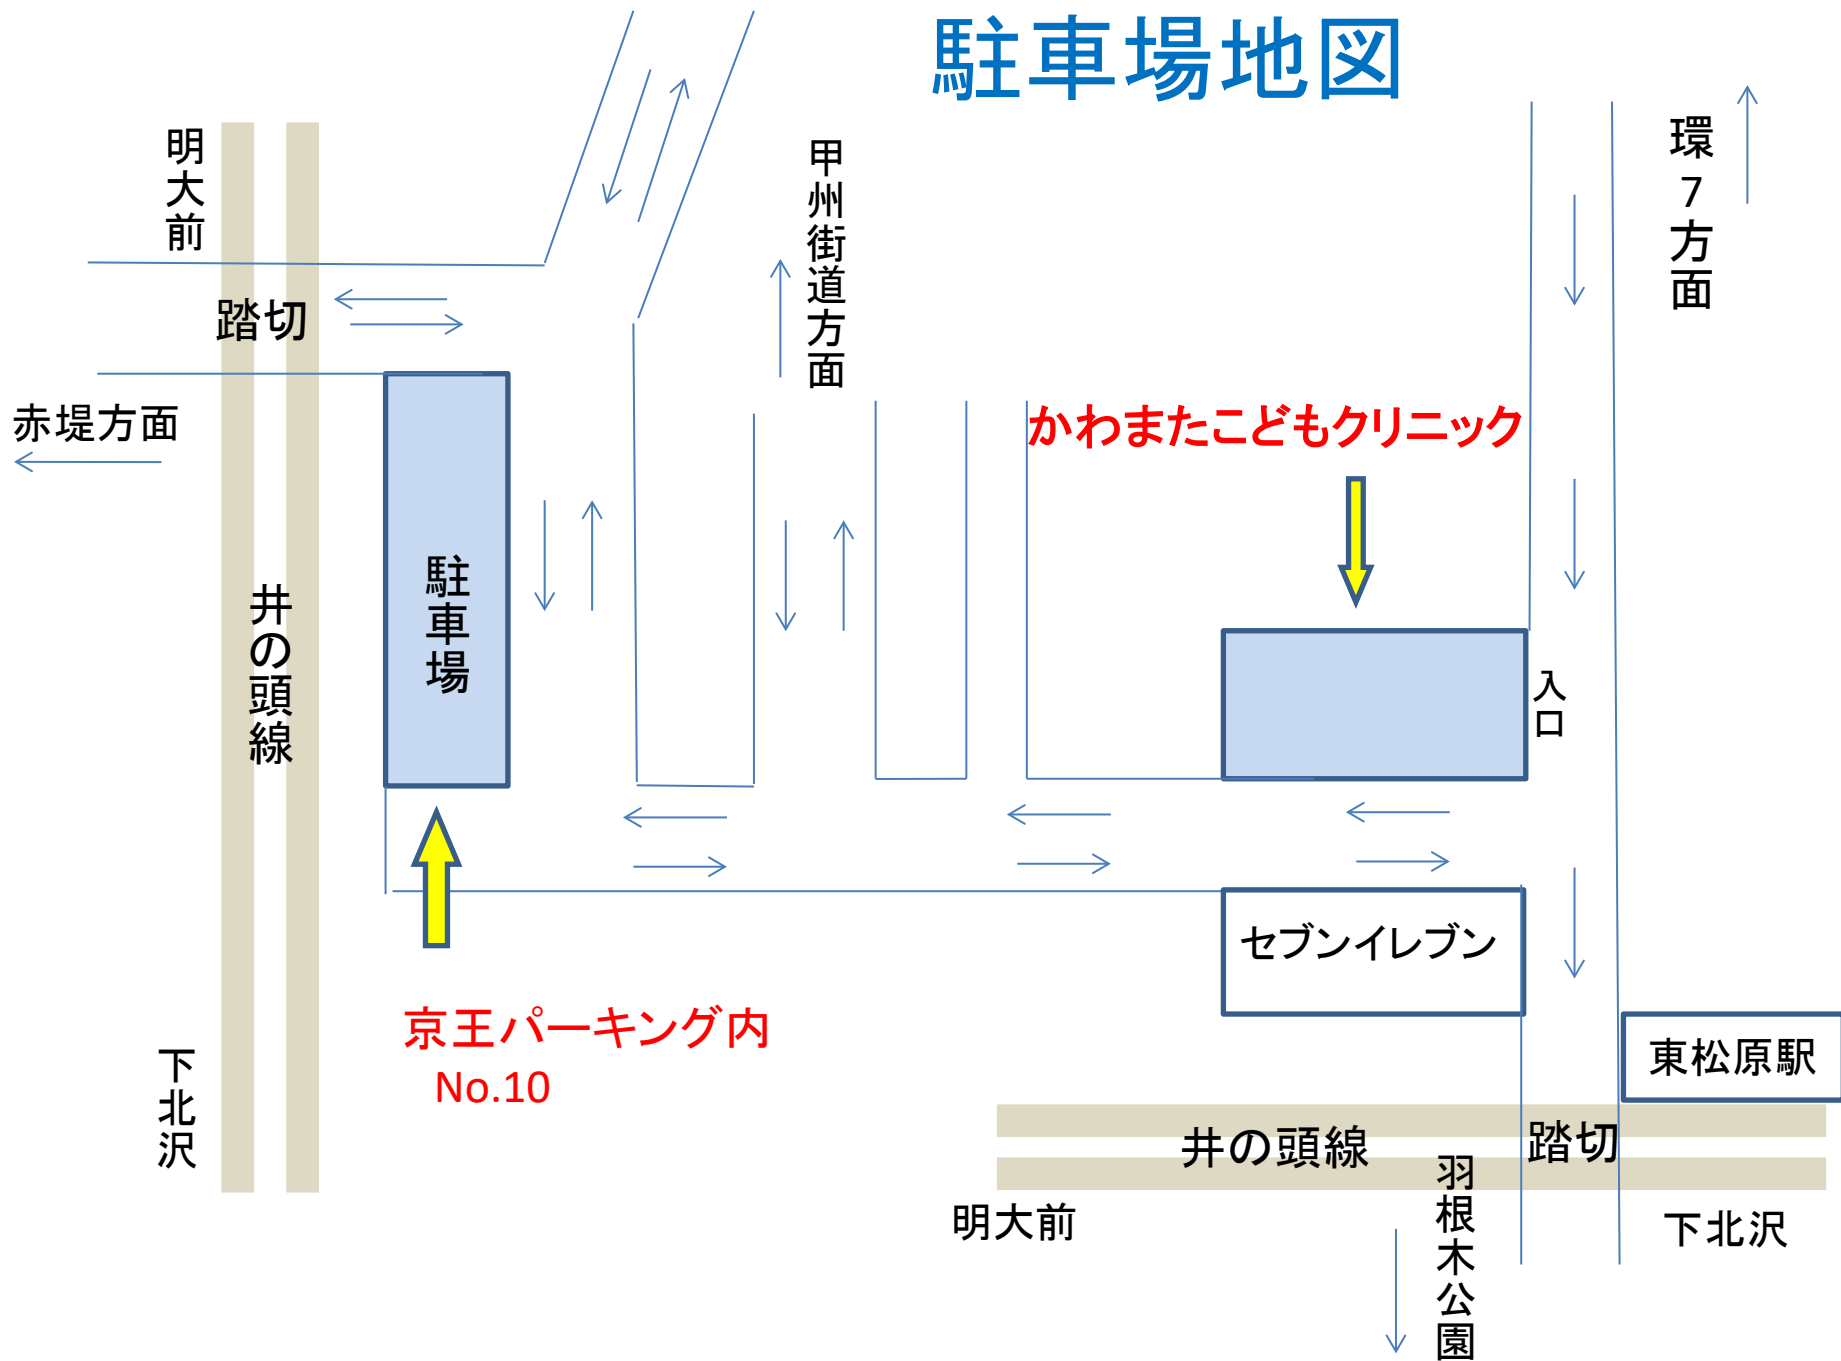 駐車場地図
明大前
甲州街道方面
環7方面
踏切
赤堤方面
かわまたこどもクリニック
駐車場
井の頭線
入口
セブンイレブン
京王パーキング内
No.10
東松原駅
下北沢
井の頭線
踏切
羽根木公園
明大前
下北沢